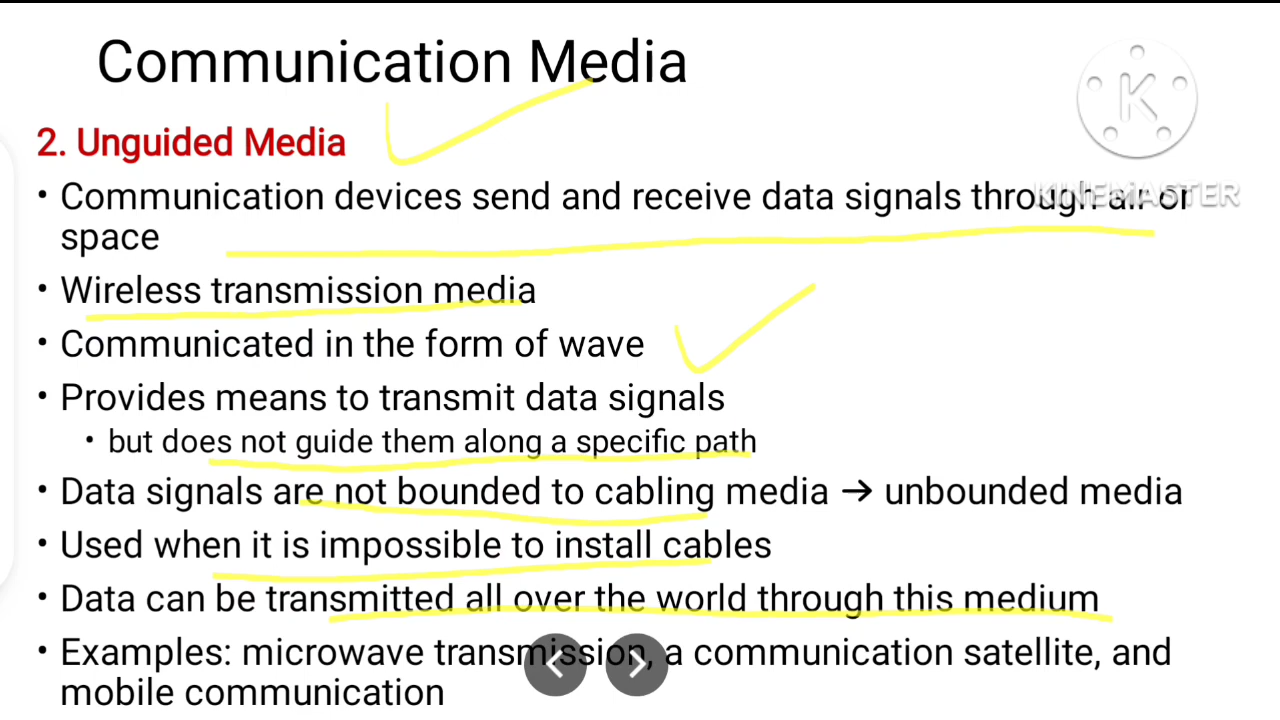 Communication Media
2. Unguided Media
• Communication devices send and receive data signals through air or
space
• Wireless transmission media
• Communicated in the form of wave
• Provides means to transmit data signals
• but does not guide them along a specific path
• Data signals are not bounded to cabling media → unbounded media
• Used when it is impossible to install cables
• Data can be transmitted all over the world through this medium
• Examples: microwave transmission, a communication satellite, and
mobile communication
K
KINEMASTER